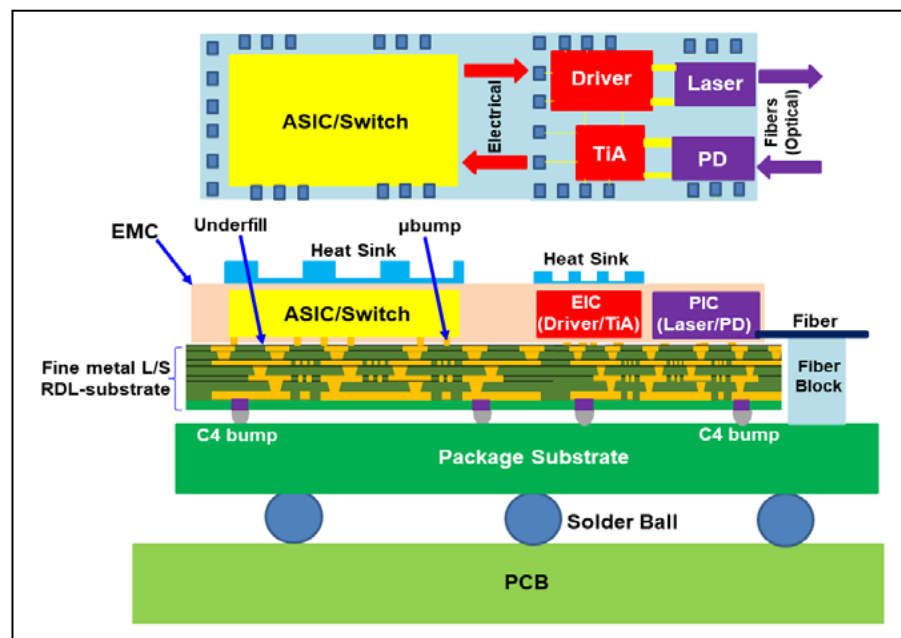 ASIC/Switch
Electrical
Driver
Laser
TiA
PD
Fibers
(Optical)
EMC
Underfill
µbump
Heat Sink
Heat Sink
ASIC/Switch
EIC
(Driver/TiA)
PIC
(Laser/PD)
Fiber
Fine metal L/S
RDL-substrate
Fiber
Block
C4 bump
C4 bump
Package Substrate
Solder Ball
PCB